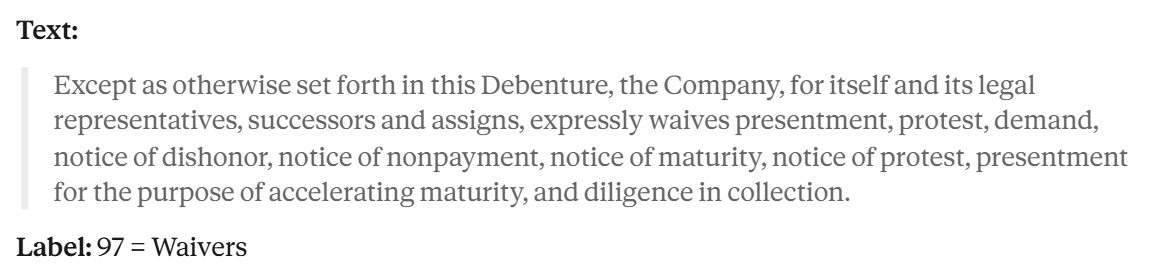 Text:
Except as otherwise set forth in this Debenture, the Company, for itself and its legal
representatives, successors and assigns, expressly waives presentment, protest, demand,
notice of dishonor, notice of nonpayment, notice of maturity, notice of protest, presentment
for the purpose of accelerating maturity, and diligence in collection.
Label: 97 = Waivers